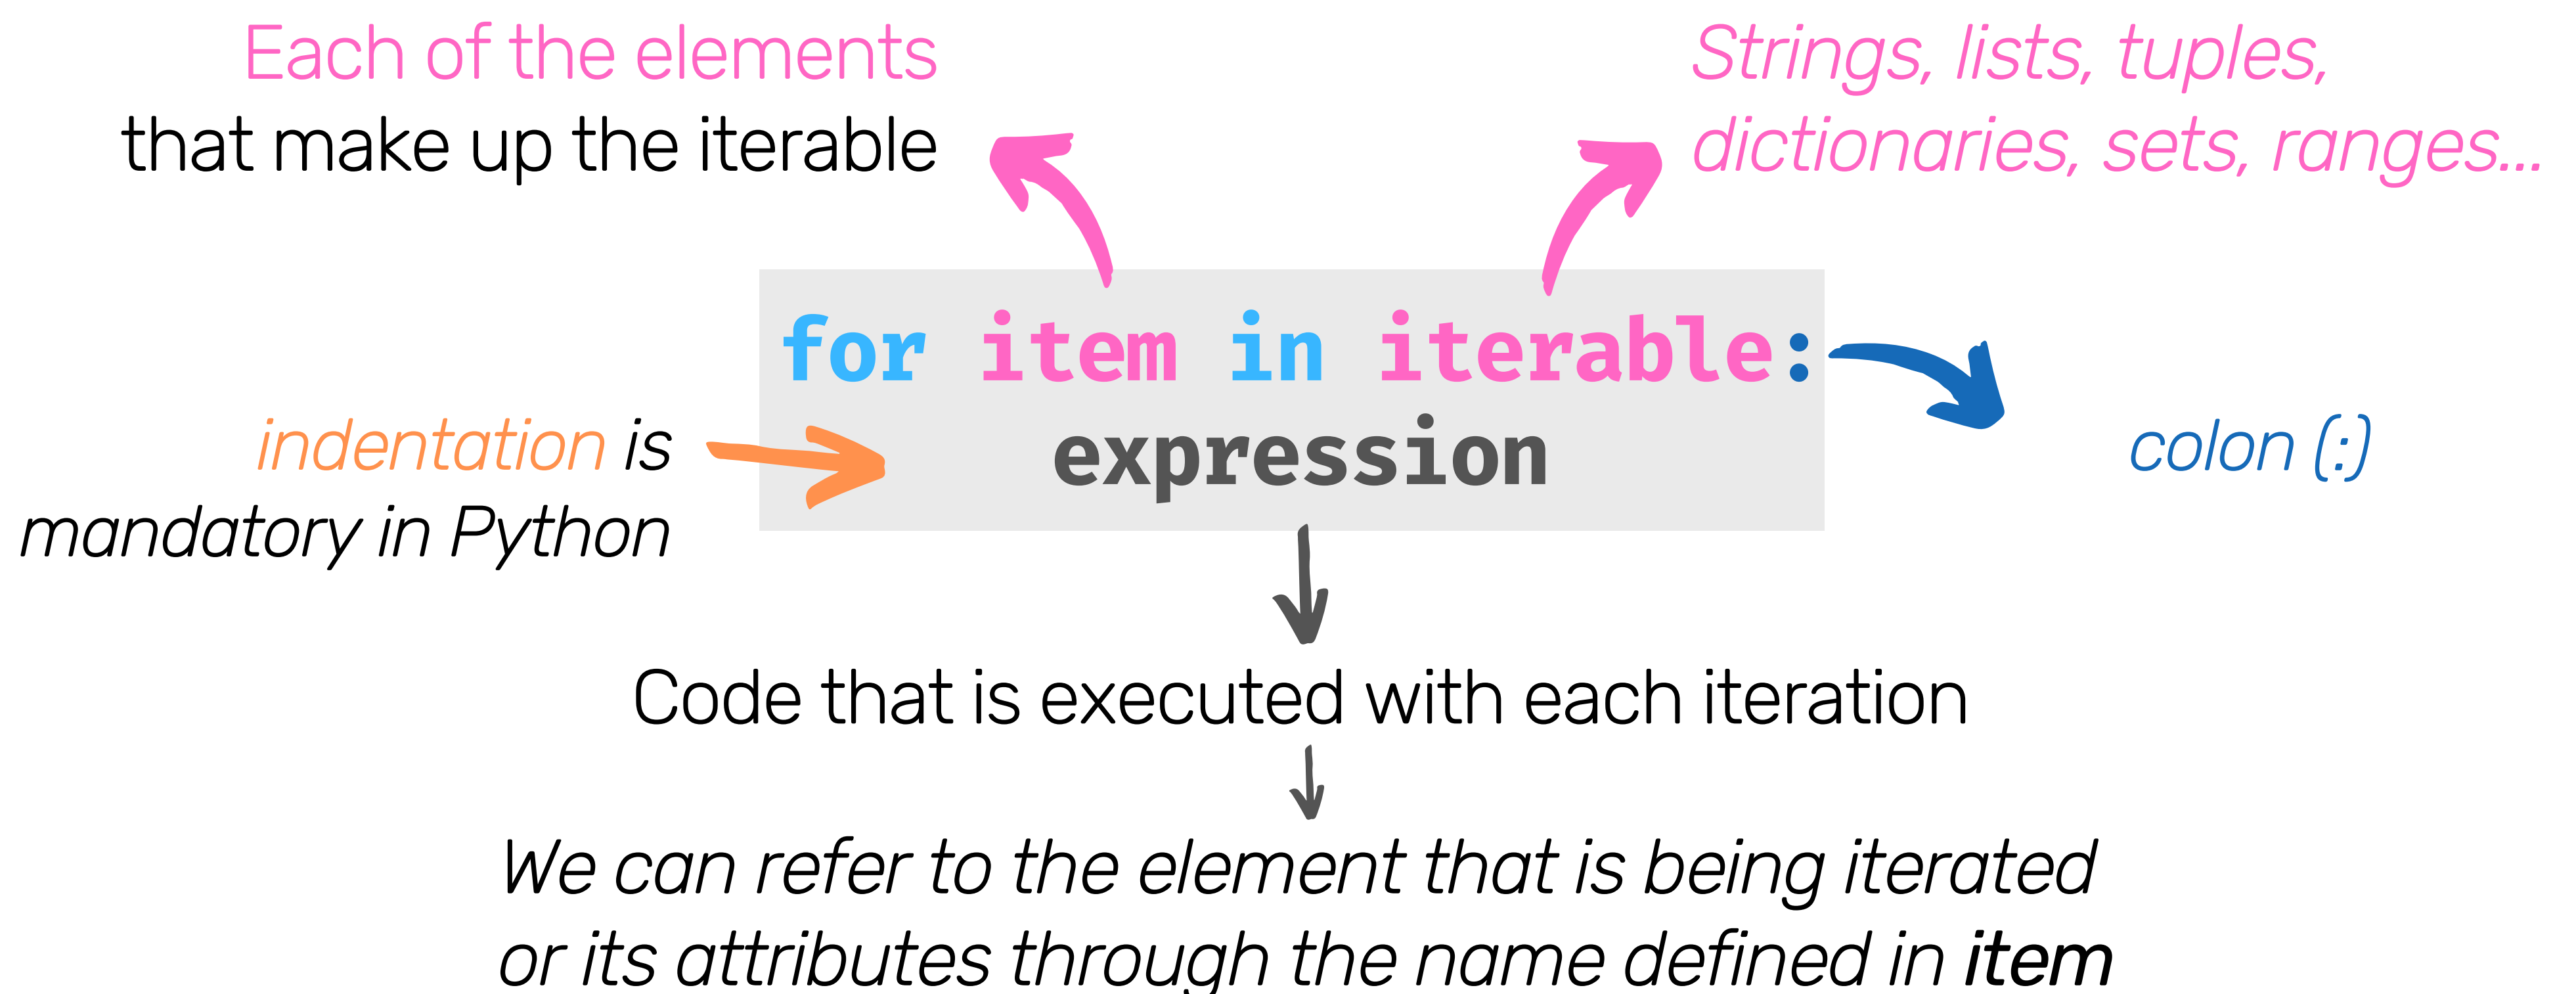 Each of the elements
that make up the iterable
Strings, lists, tuples,
dictionaries, sets, ranges...
for item in iterable:
expression
indentation is
mandatory in Python
colon (:)
Code that is executed with each iteration
We can refer to the element that is being iterated
or its attributes through the name defined in item